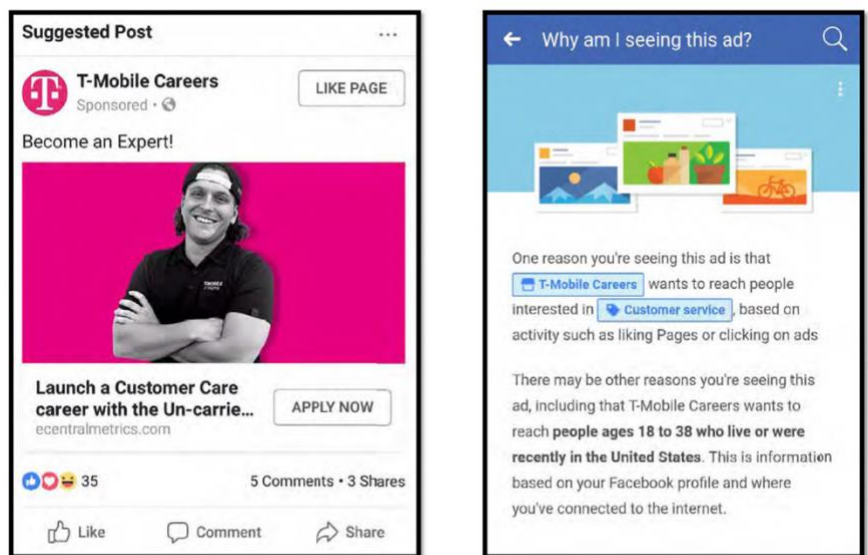 Suggested Post
...
T-Mobile Careers
Sponsored ·
LIKE PAGE
Become an Expert!
Launch a Customer Care
career with the Un-carrie...
ecentralmetrics.com
APPLY NOW
35
5 Comments • 3 Shares
Like
Comment
Share
Why am I seeing this ad?
One reason you're seeing this ad is that
T-Mobile Careers wants to reach people
interested in Customer service, based on
activity such as liking Pages or clicking on ads
There may be other reasons you're seeing this
ad, including that T-Mobile Careers wants to
reach people ages 18 to 38 who live or were
recently in the United States. This is information
based on your Facebook profile and where
you've connected to the internet.